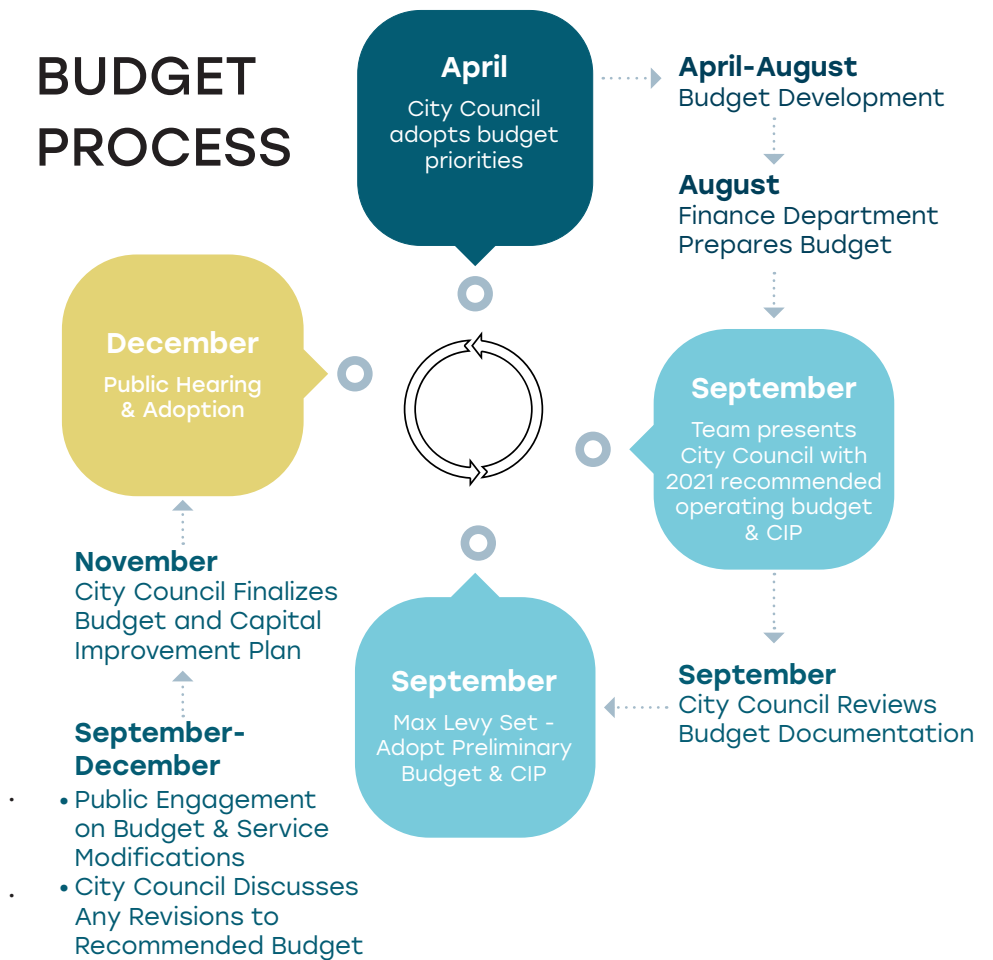 BUDGET
PROCESS
April
City Council
adopts budget
priorities
April-August
Budget Development
August
Finance Department
Prepares Budget
September
Team presents
City Council with
2021 recommended
operating budget
& CIP
September
City Council Reviews
Budget Documentation
September
Max Levy Set -
Adopt Preliminary
Budget & CIP
September-
December
• Public Engagement
on Budget & Service
Modifications
• City Council Discusses
Any Revisions to
Recommended Budget
November
City Council Finalizes
Budget and Capital
Improvement Plan
December
Public Hearing
& Adoption